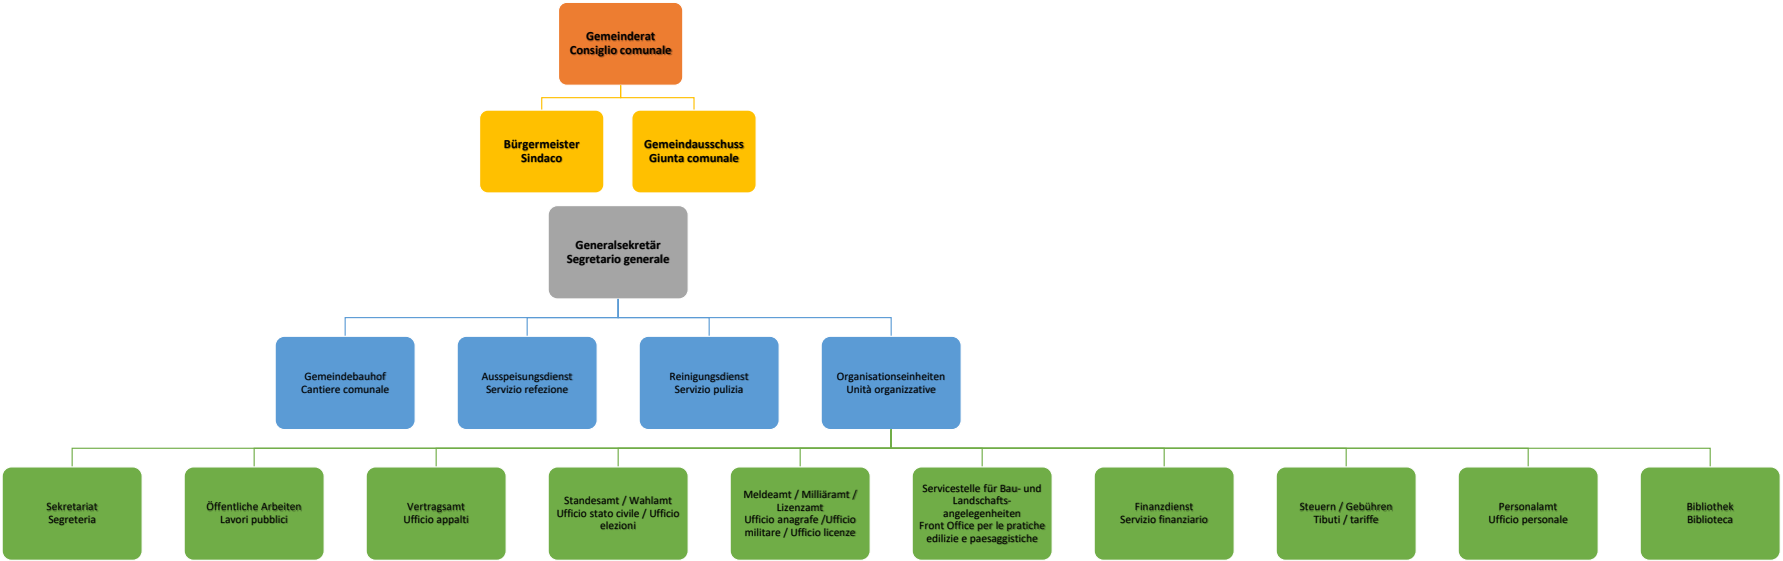 Gemeinderat
Consiglio comunale
Bürgermeister
Sindaco
Gemeindausschuss
Giunta comunale
Generalsekretär
Segretario generale
Gemeindebauhof
Cantiere comunale
Ausspeisungsdienst
Servizio refezione
Reinigungsdienst
Servizio pulizia
Organisationseinheiten
Unità organizzative
Sekretariat
Segreteria
Öffentliche Arbeiten
Lavori pubblici
Vertragsamt
Ufficio appalti
Standesamt / Wahlamt
Ufficio stato civile / Ufficio
elezioni
Meldeamt / Milliäramt /
Lizenzamt
Ufficio anagrafe /Ufficio
militare / Ufficio licenze
Servicestelle für Bau- und
Landschafts-
angelegenheiten
Front Office per le pratiche
edilizie e paesaggistiche
Finanzdienst
Servizio finanziario
Steuern / Gebühren
Tibuti / tariffe
Personalamt
Ufficio personale
Bibliothek
Biblioteca